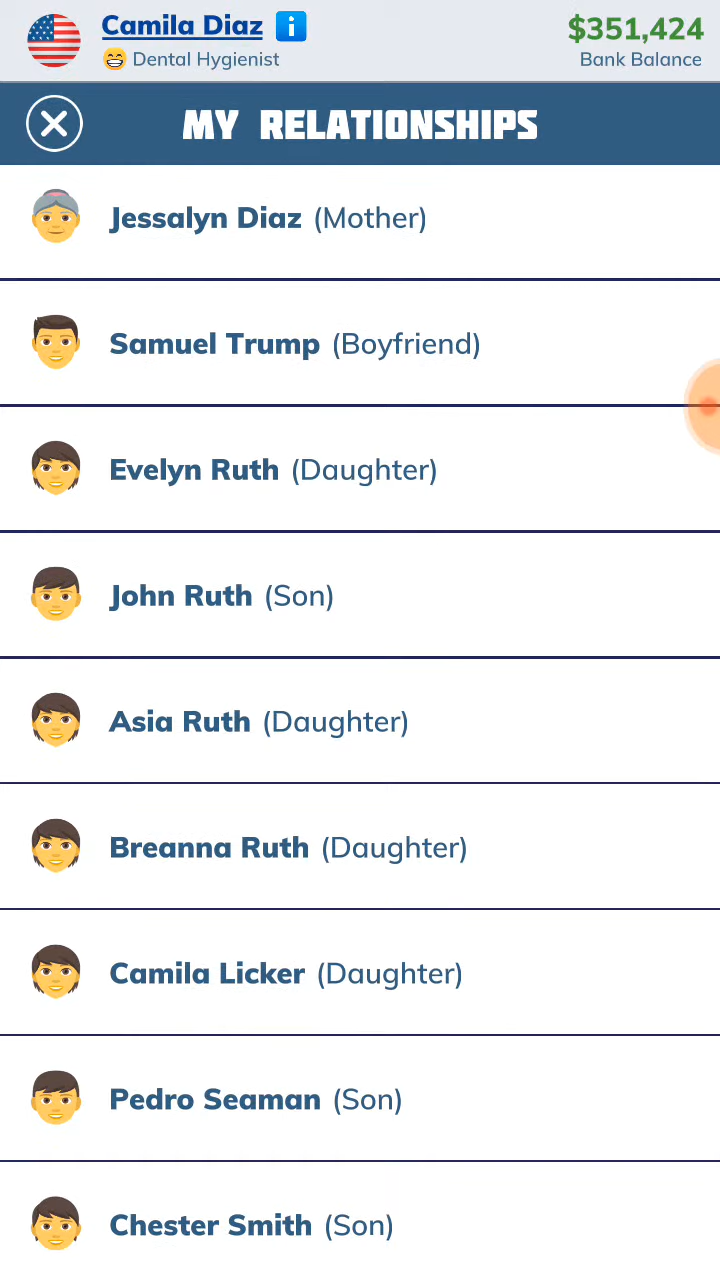 Camila Diaz i
Dental Hygienist
$351,424
Bank Balance
MY RELATIONSHIPS
Jessalyn Diaz (Mother)
Samuel Trump (Boyfriend)
Evelyn Ruth (Daughter)
John Ruth (Son)
Asia Ruth (Daughter)
Breanna Ruth (Daughter)
Camila Licker (Daughter)
Pedro Seaman (Son)
Chester Smith (Son)